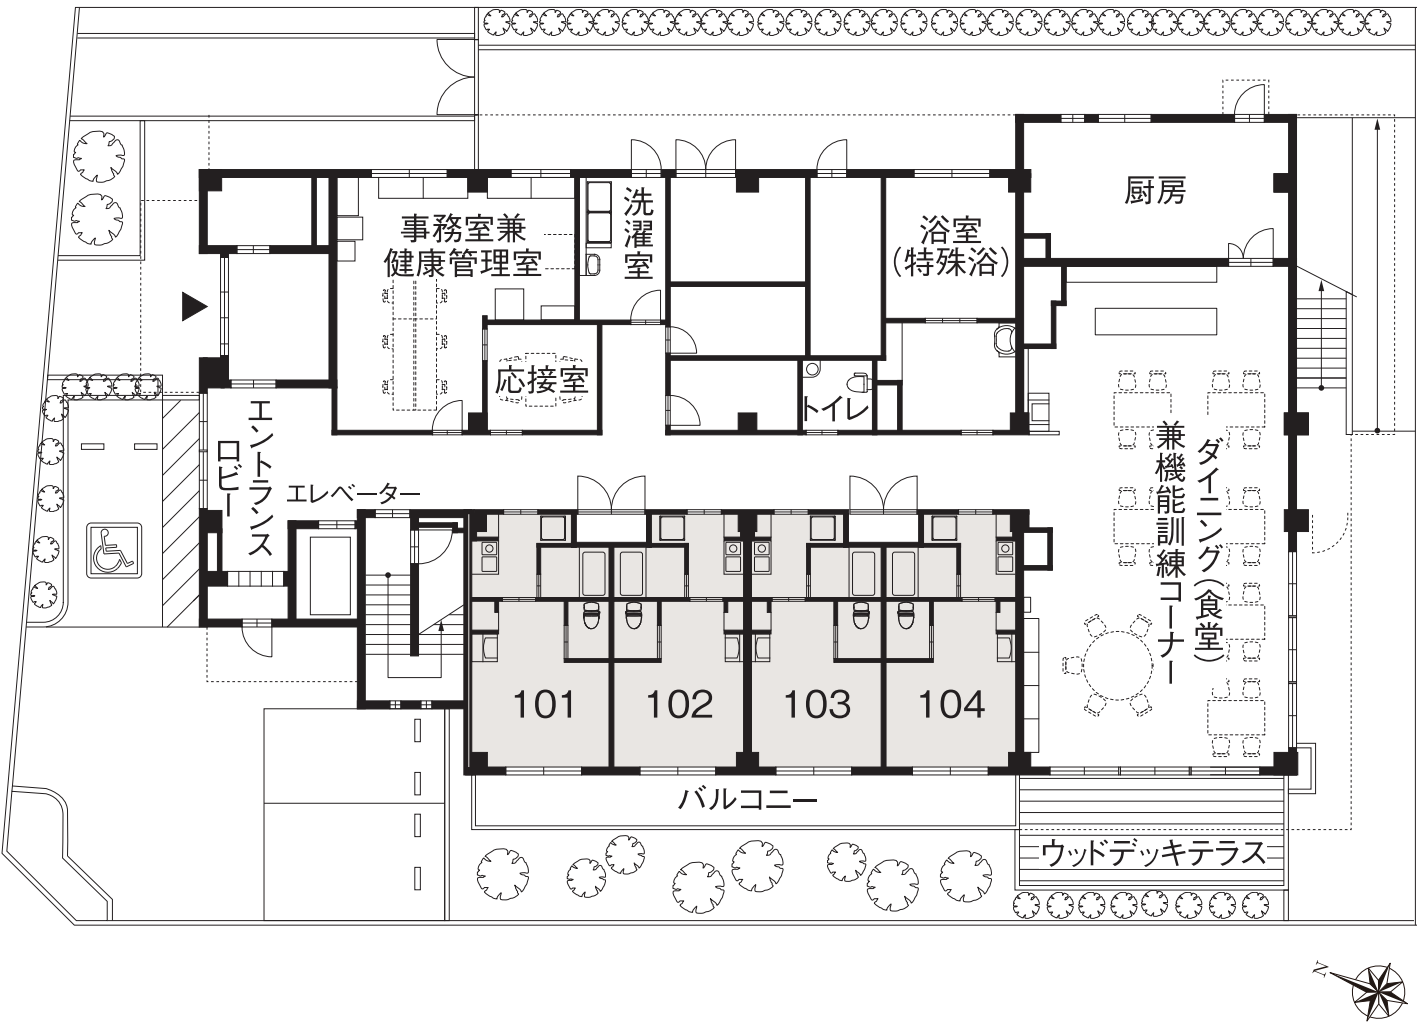 厨房
事務室兼
健康管理室
洗濯室
浴室
（特殊浴）
応接室
トイレ
エントランス
ロビー
エレベーター
ダイニング（食堂）
兼機能訓練コーナー
101
102
103
104
バルコニー
ウッドデッキテラス
N